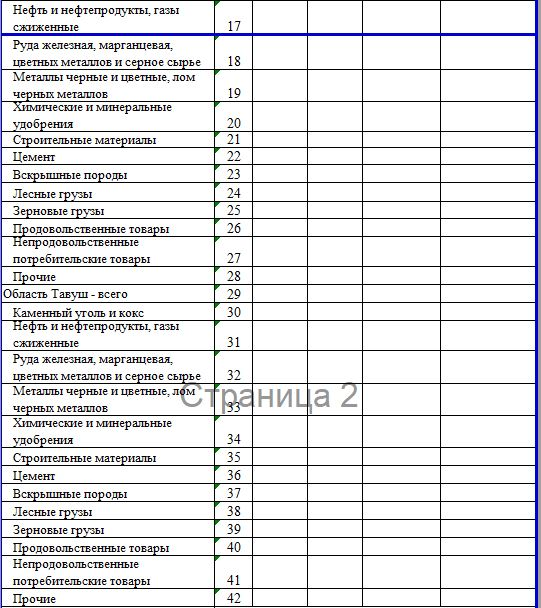 Нефть и нефтепродукты, газы
сжиженные 17
Руда железная, марганцевая,
цветных металлов и серное сырье 18
Металлы черные и цветные, лом
черных металлов 19
Химические и минеральные
удобрения 20
Строительные материалы 21
Цемент 22
Вскрышные породы 23
Лесные грузы 24
Зерновые грузы 25
Продовольственные товары 26
Непродовольственные
потребительские товары 27
Прочие 28
Область Тавуш - всего 29
Каменный уголь и кокс 30
Нефть и нефтепродукты, газы
сжиженные 31
Руда железная, марганцевая,
цветных металлов и серное сырье 32
Страница 2
Металлы черные и цветные, лом
черных металлов 33
Химические и минеральные
удобрения 34
Строительные материалы 35
Цемент 36
Вскрышные породы 37
Лесные грузы 38
Зерновые грузы 39
Продовольственные товары 40
Непродовольственные
потребительские товары 41
Прочие 42